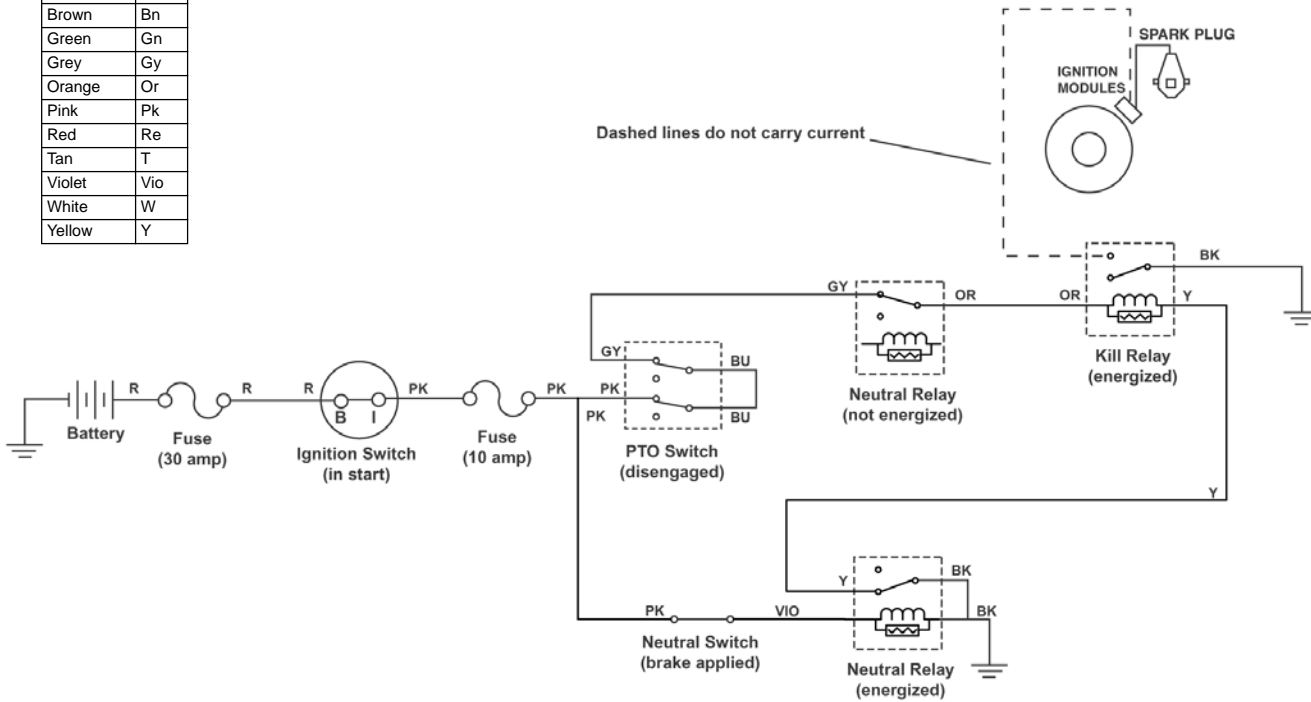 Brown Bn
Green Gn
Grey Gy
Orange Or
Pink Pk
Red Re
Tan T
Violet Vio
White W
Yellow Y
SPARK PLUG
IGNITION
MODULES
Dashed lines do not carry current
BK
GY
OR
OR
Y
Kill Relay
(energized)
Neutral Relay
(not energized)
GY
BU
PK
PK
BU
PTO Switch
(disengaged)
R
R
R
B
I
PK
PK
Battery
Fuse
(30 amp)
Ignition Switch
(in start)
Fuse
(10 amp)
Y
Y
BK
PK
VIO
BK
Neutral Switch
(brake applied)
Neutral Relay
(energized)